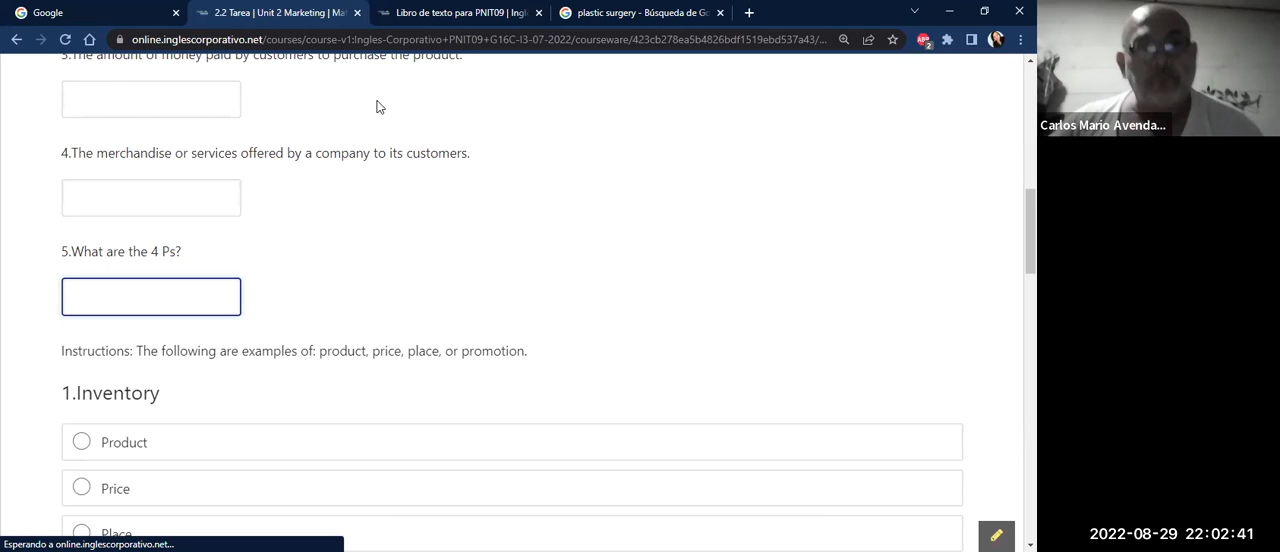 Google
2.2 Tarea | Unit 2 Marketing | Ma
Libro de texto para PNIT09 | Ingl
plastic surgery - Búsqueda de Go
online.inglescorporativo.net/courses/course-v1:Ingles-Corporativo+PNIT09+G16C-I3-07-2022/courseware/423cb278ea5b4826bdf1519ebd537a43/...
ABP
2
3.The amount of money paid by customers to purchase the product.
Carlos Mario Avenda...
4.The merchandise or services offered by a company to its customers.
5.What are the 4 Ps?
Instructions: The following are examples of: product, price, place, or promotion.
1.Inventory
Product
Price
Place
Esperando a online.inglescorporativo.net...
2022-08-29 22:02:41